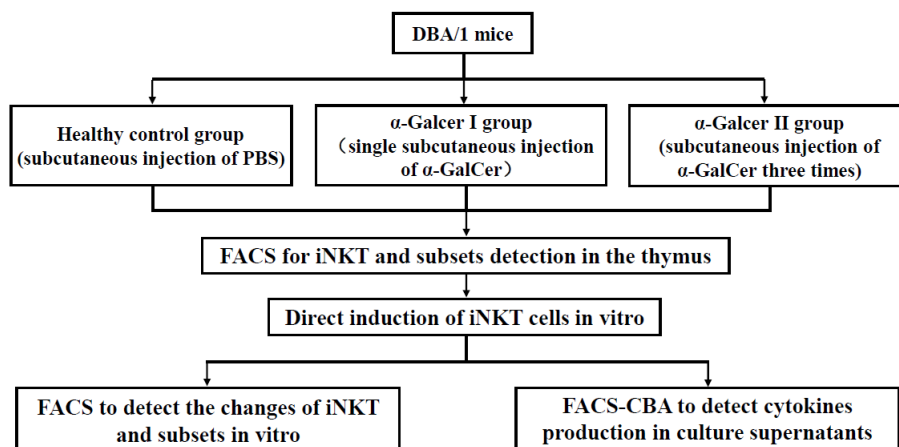 DBA/1 mice
Healthy control group
(subcutaneous injection of PBS)
α-Galcer I group
（single subcutaneous injection
of α-GalCer）
α-Galcer II group
(subcutaneous injection of
α-GalCer three times)
FACS for iNKT and subsets detection in the thymus
Direct induction of iNKT cells in vitro
FACS to detect the changes of iNKT
and subsets in vitro
FACS-CBA to detect cytokines
production in culture supernatants